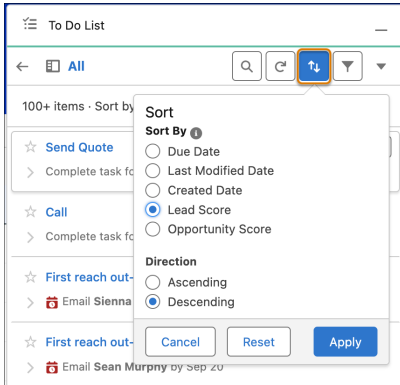 To Do List
All
100+ items · Sort by
Sort
Sort By
Due Date
Last Modified Date
Created Date
Lead Score
Opportunity Score
Direction
Ascending
Descending
Cancel Reset Apply
Send Quote
Complete task fo
Call
Complete task fo
First reach out-
Email Sienna
First reach out-
Email Sean Murphy by Sep 20